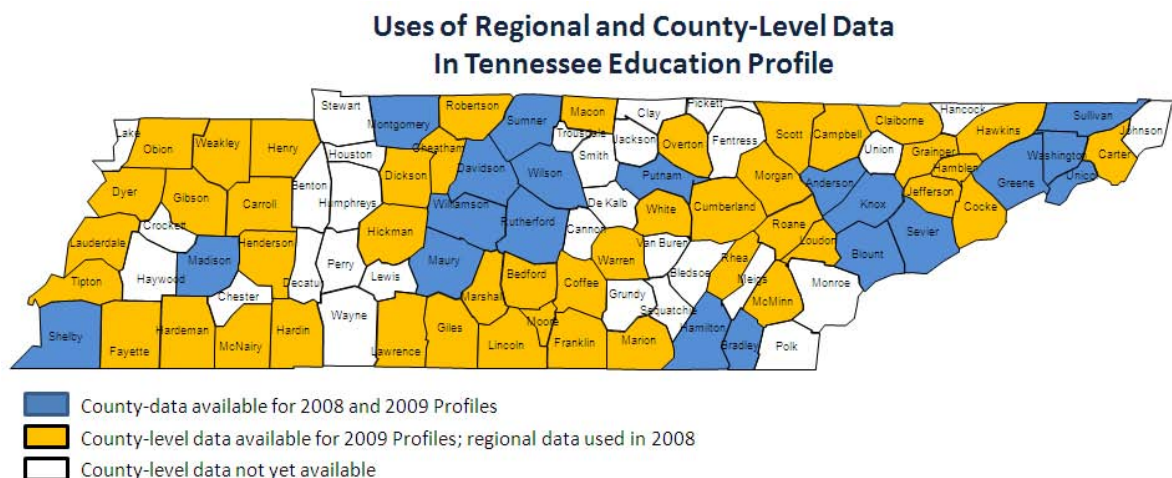 Uses of Regional and County-Level Data
In Tennessee Education Profile
Stewart
Montgomery
Robertson
Sumner
Macon
Clay
Pickett
Hancock
Sullivan
Johnson
Lake
Obion
Weakley
Henry
Houston
Cheatham
Trousdale
Jackson
Overton
Fentress
Scott
Campbell
Claiborne
Hawkins
Union
Grainger
Hamblen
Washington
Carter
Unico
Greene
Dyer
Gibson
Carroll
Benton
Humphreys
Dickson
Davidson
Wilson
Smith
Putnam
Morgan
Anderson
Knox
Jefferson
Cocke
Sevier
Crockett
Lauderdale
Madison
Henderson
Hickman
Williamson
Rutherford
De Kalb
Cannon
White
Cumberland
Roane
Loudon
Blount
Tipton
Haywood
Chester
Decatu
Perry
Lewis
Maury
Marshall
Bedford
Coffee
Warren
Van Buren
Bledsoe
Rhea
Meigs
McMinn
Monroe
Grundy
Sequatchie
Shelby
Fayette
Hardeman
McNairy
Hardin
Wayne
Lawrence
Giles
Lincoln
Moore
Franklin
Marion
Hamilton
Bradley
Polk
County-data available for 2008 and 2009 Profiles
County-level data available for 2009 Profiles; regional data used in 2008
County-level data not yet available